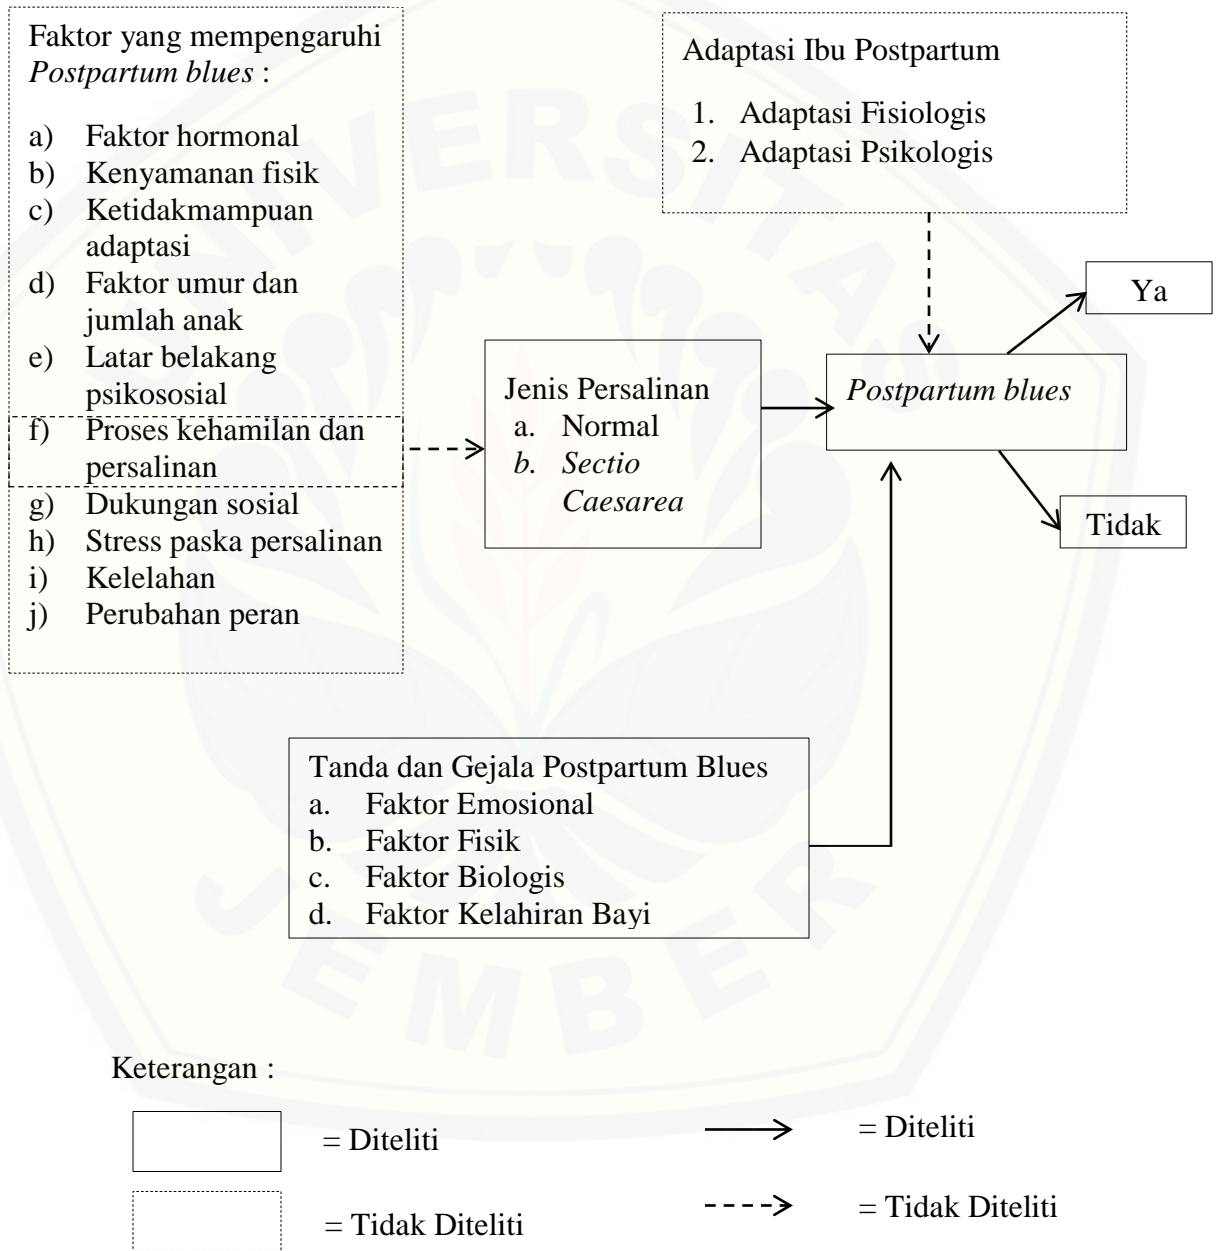 Faktor yang mempengaruhi
Postpartum blues :
a) Faktor hormonal
b) Kenyamanan fisik
c) Ketidakmampuan
adaptasi
d) Faktor umur dan
jumlah anak
e) Latar belakang
psikososial
f) Proses kehamilan dan
persalinan
g) Dukungan sosial
h) Stress paska persalinan
i) Kelelahan
j) Perubahan peran
Adaptasi Ibu Postpartum
1. Adaptasi Fisiologis
2. Adaptasi Psikologis
Jenis Persalinan
a. Normal
b. Sectio
Caesarea
Postpartum blues
Ya
Tidak
Tanda dan Gejala Postpartum Blues
a. Faktor Emosional
b. Faktor Fisik
c. Faktor Biologis
d. Faktor Kelahiran Bayi
Keterangan :
= Diteliti
= Diteliti
= Tidak Diteliti
= Tidak Diteliti
UNIVERSITAS
JEMBER